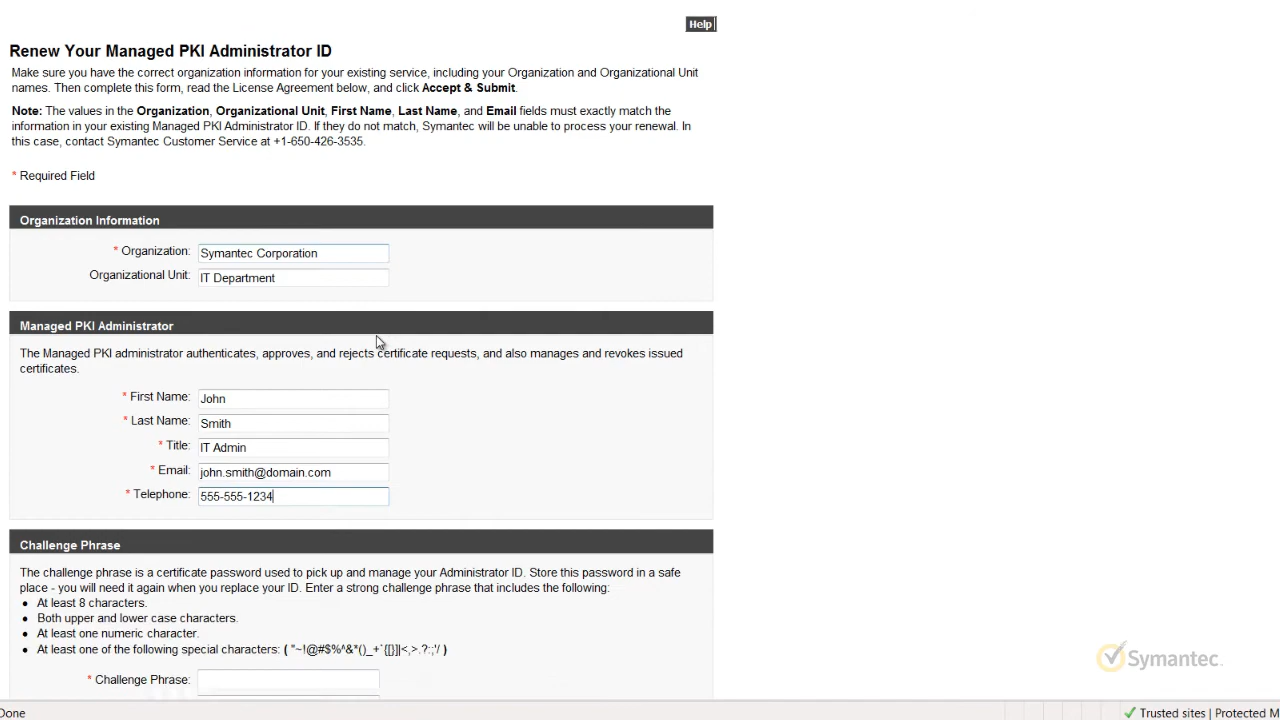 Help
Renew Your Managed PKI Administrator ID
Make sure you have the correct organization information for your existing service, including your Organization and Organizational Unit
names. Then complete this form, read the License Agreement below, and click Accept & Submit.
Note: The values in the Organization, Organizational Unit, First Name, Last Name, and Email fields must exactly match the
information in your existing Managed PKI Administrator ID. If they do not match, Symantec will be unable to process your renewal. In
this case, contact Symantec Customer Service at +1-650-426-3535.
* Required Field
Organization Information
* Organization: Symantec Corporation
Organizational Unit: IT Department
Managed PKI Administrator
The Managed PKI administrator authenticates, approves, and rejects certificate requests, and also manages and revokes issued
certificates.
* First Name: John
* Last Name: Smith
* Title: IT Admin
* Email: john.smith@domain.com
* Telephone: 555-555-1234
Challenge Phrase
The challenge phrase is a certificate password used to pick up and manage your Administrator ID. Store this password in a safe
place - you will need it again when you replace your ID. Enter a strong challenge phrase that includes the following:
• At least 8 characters.
• Both upper and lower case characters.
• At least one numeric character.
• At least one of the following special characters: ( "~!@#$%^&*()_+`{[}]|<,>.?:;'/ )
* Challenge Phrase:
Symantec.
Done
Trusted sites | Protected M